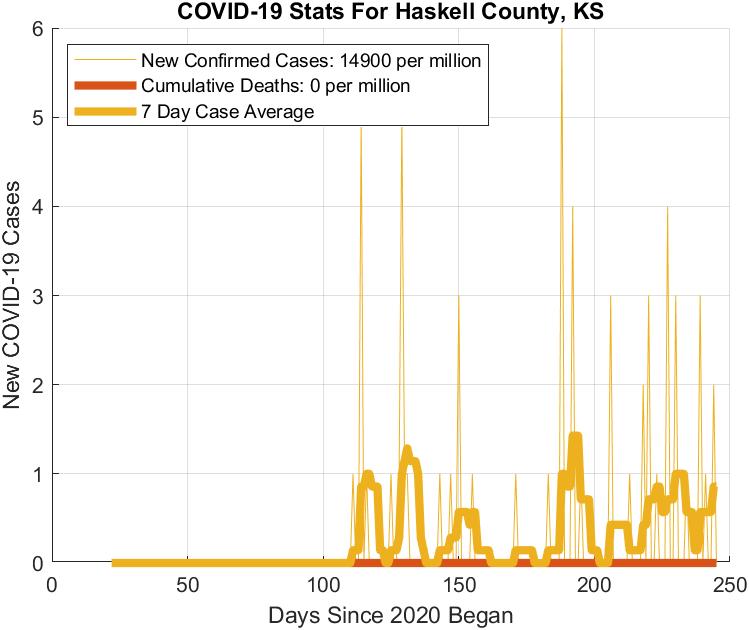 COVID-19 Stats For Haskell County, KS
New Confirmed Cases: 14900 per million
Cumulative Deaths: 0 per million
7 Day Case Average
New COVID-19 Cases
6
5
4
3
2
1
0
0 50 100 150 200 250
Days Since 2020 Began